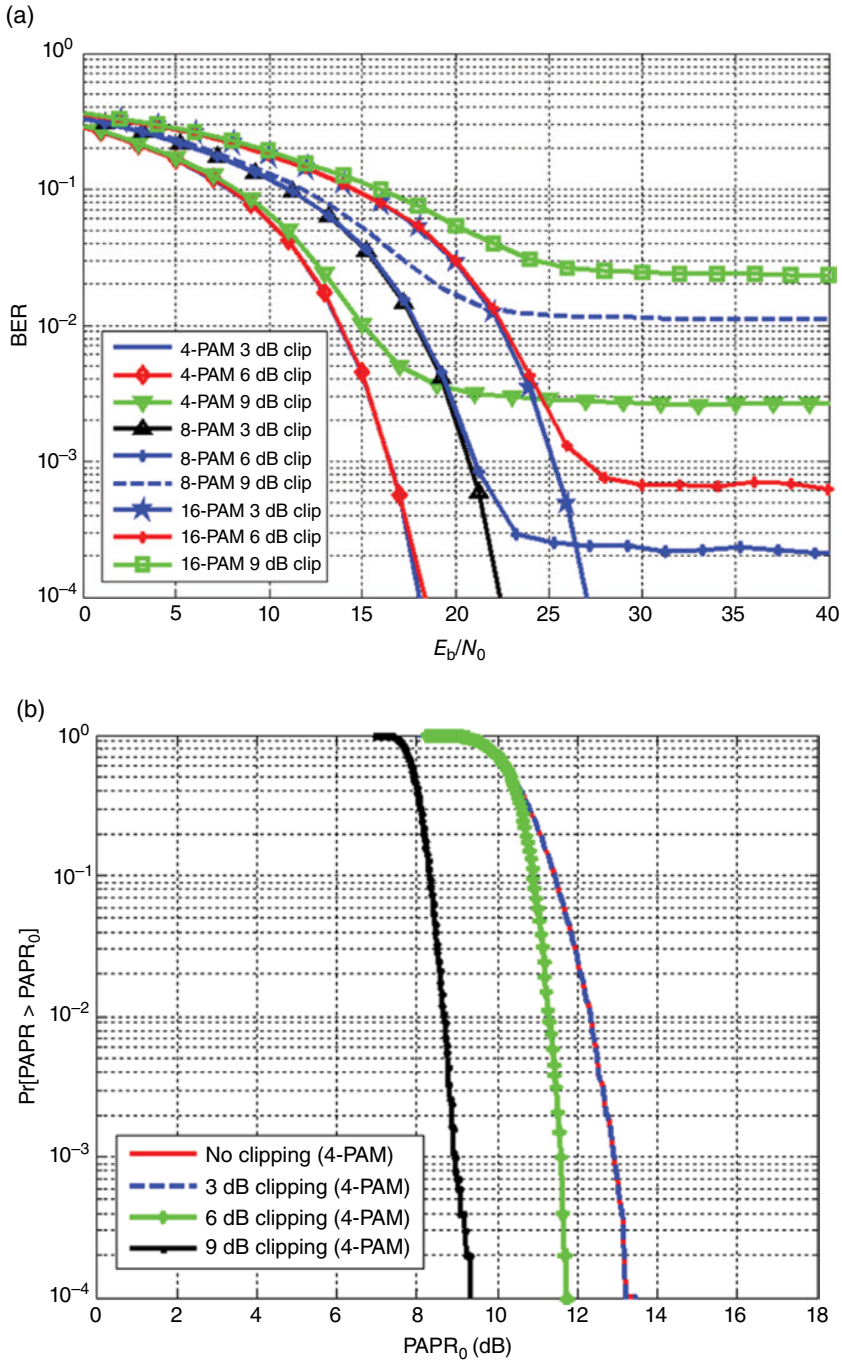 (a)
10^0
10^-1
10^-2
10^-3
10^-4
BER
4-PAM 3 dB clip
4-PAM 6 dB clip
4-PAM 9 dB clip
8-PAM 3 dB clip
8-PAM 6 dB clip
8-PAM 9 dB clip
16-PAM 3 dB clip
16-PAM 6 dB clip
16-PAM 9 dB clip
0 5 10 15 20 25 30 35 40
E_b/N_0
(b)
10^0
10^-1
10^-2
10^-3
10^-4
Pr[PAPR > PAPR_0]
No clipping (4-PAM)
3 dB clipping (4-PAM)
6 dB clipping (4-PAM)
9 dB clipping (4-PAM)
0 2 4 6 8 10 12 14 16 18
PAPR_0 (dB)